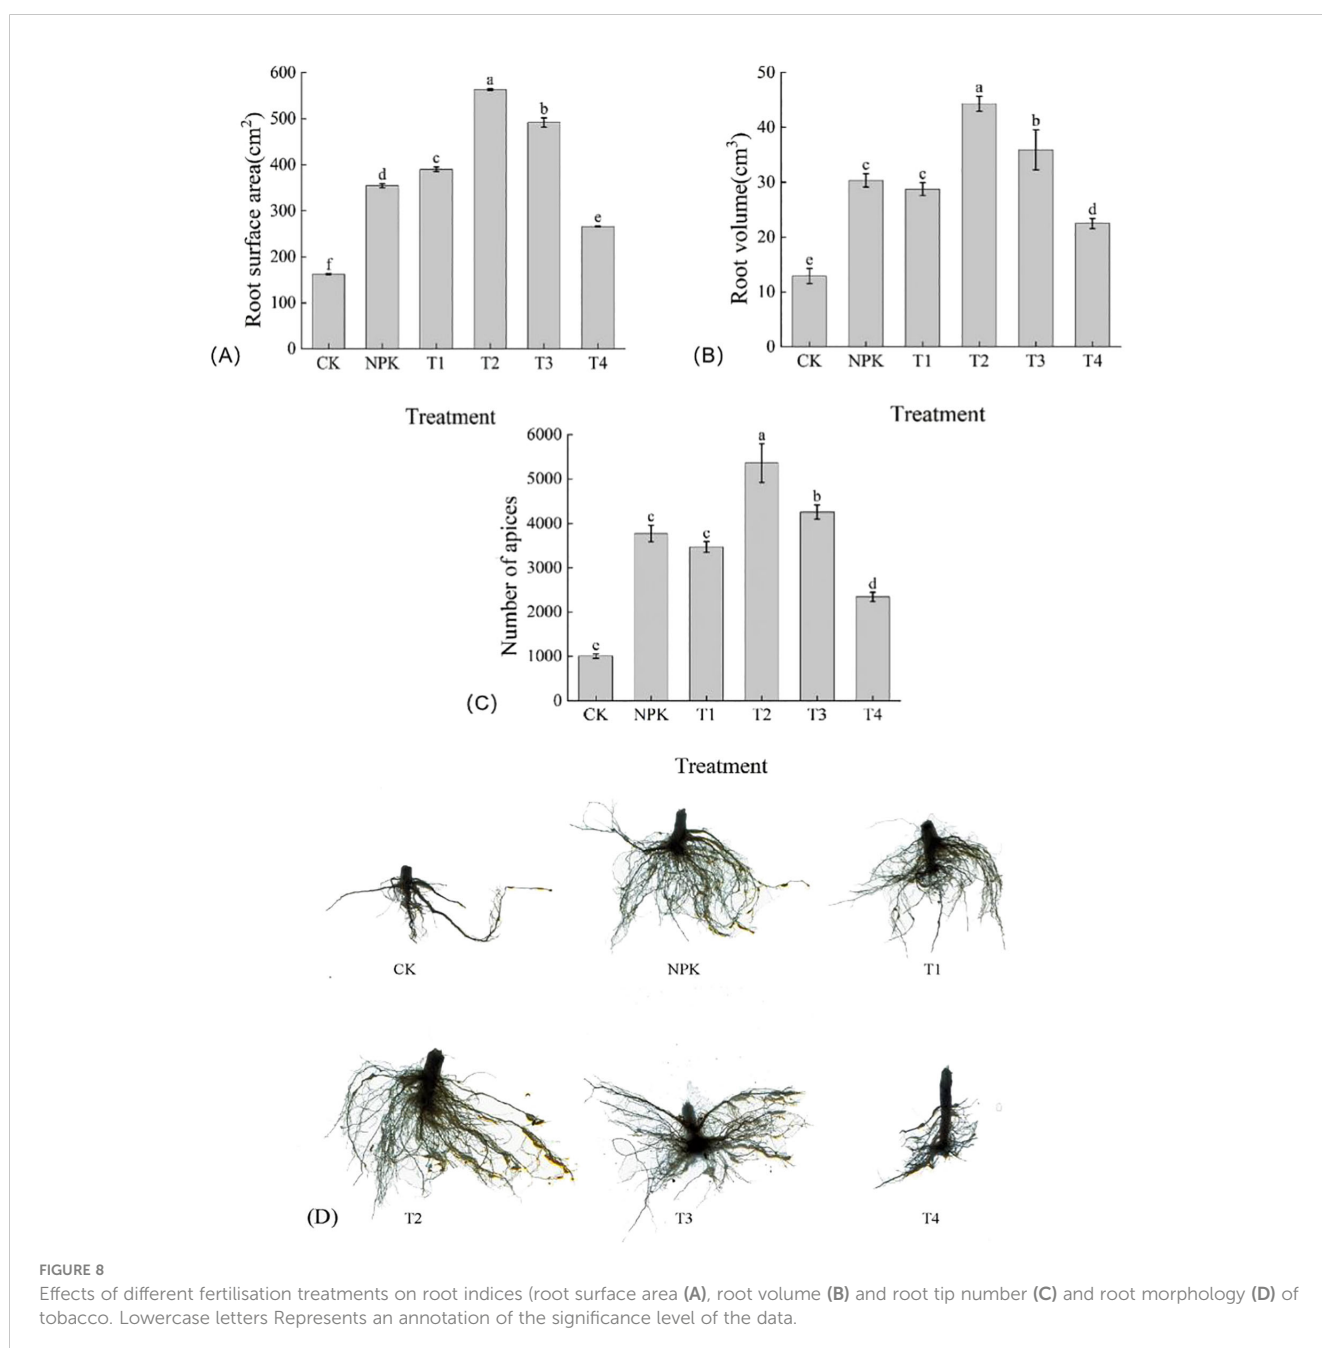 600
500
400
300
200
100
0
Root surface area(cm²)
f
d
c
a
b
e
CK NPK T1 T2 T3 T4
(A)
Treatment
50
40
30
20
10
0
Root volume(cm³)
e
c
c
a
b
d
CK NPK T1 T2 T3 T4
(B)
Treatment
6000
5000
4000
3000
2000
1000
0
Number of apices
e
c
c
a
b
d
CK NPK T1 T2 T3 T4
(C)
Treatment
CK NPK T1
(D) T2 T3 T4
FIGURE 8
Effects of different fertilisation treatments on root indices (root surface area (A), root volume (B) and root tip number (C) and root morphology (D) of
tobacco. Lowercase letters Represents an annotation of the significance level of the data.